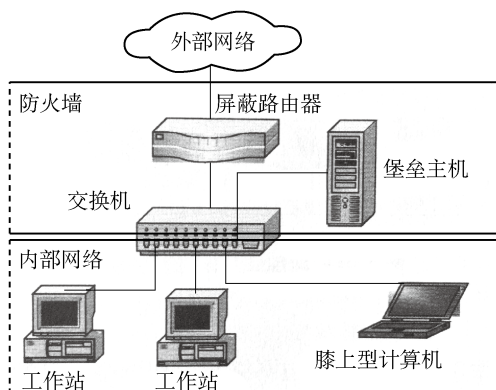 外部网络
防火墙
屏蔽路由器
堡垒主机
交换机
内部网络
工作站
工作站
膝上型计算机